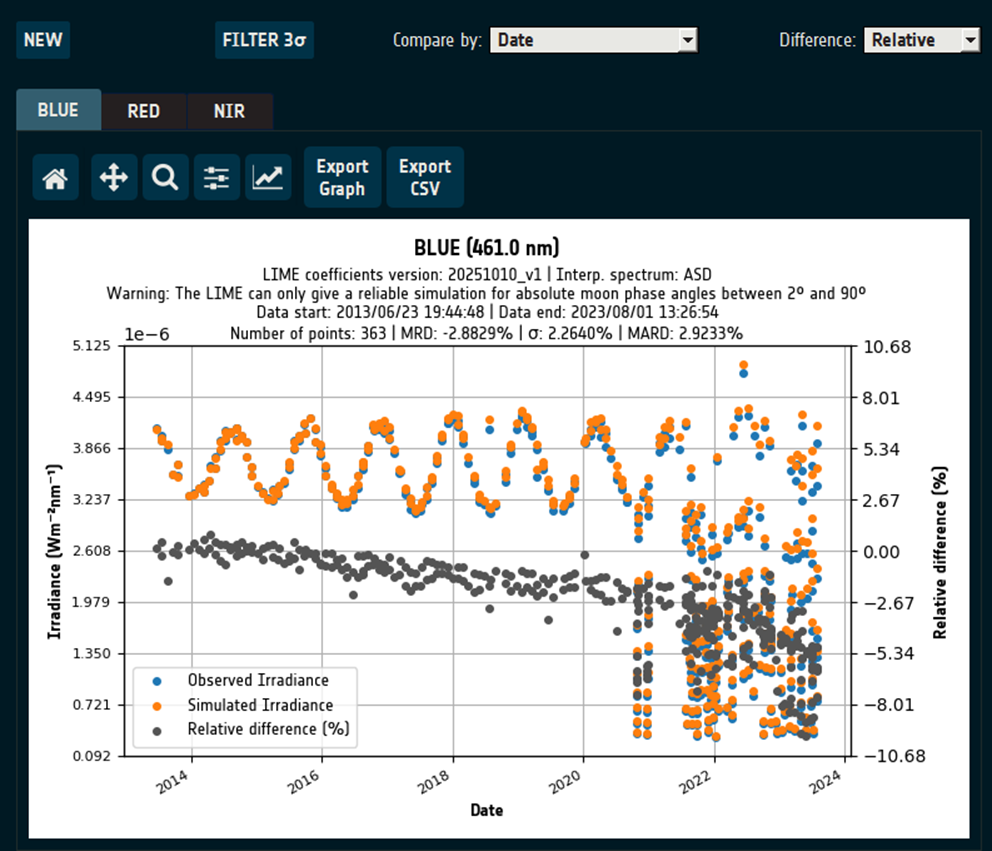 NEW
FILTER 3σ
Compare by: Date
Difference: Relative
BLUE
RED
NIR
Export Graph
Export CSV
BLUE (461.0 nm)
LIME coefficients version: 20251010_v1 | Interp. spectrum: ASD
Warning: The LIME can only give a reliable simulation for absolute moon phase angles between 2º and 90º
Data start: 2013/06/23 19:44:48 | Data end: 2023/08/01 13:26:54
Number of points: 363 | MRD: -2.8829% | σ: 2.2640% | MARD: 2.9233%
1e−6
5.125
4.495
3.866
3.237
2.608
1.979
1.350
0.721
0.092
Irradiance (Wm⁻²nm⁻¹)
10.68
8.01
5.34
2.67
0.00
−2.67
−5.34
−8.01
−10.68
Relative difference (%)
Observed Irradiance
Simulated Irradiance
Relative difference (%)
2014
2016
2018
2020
2022
2024
Date